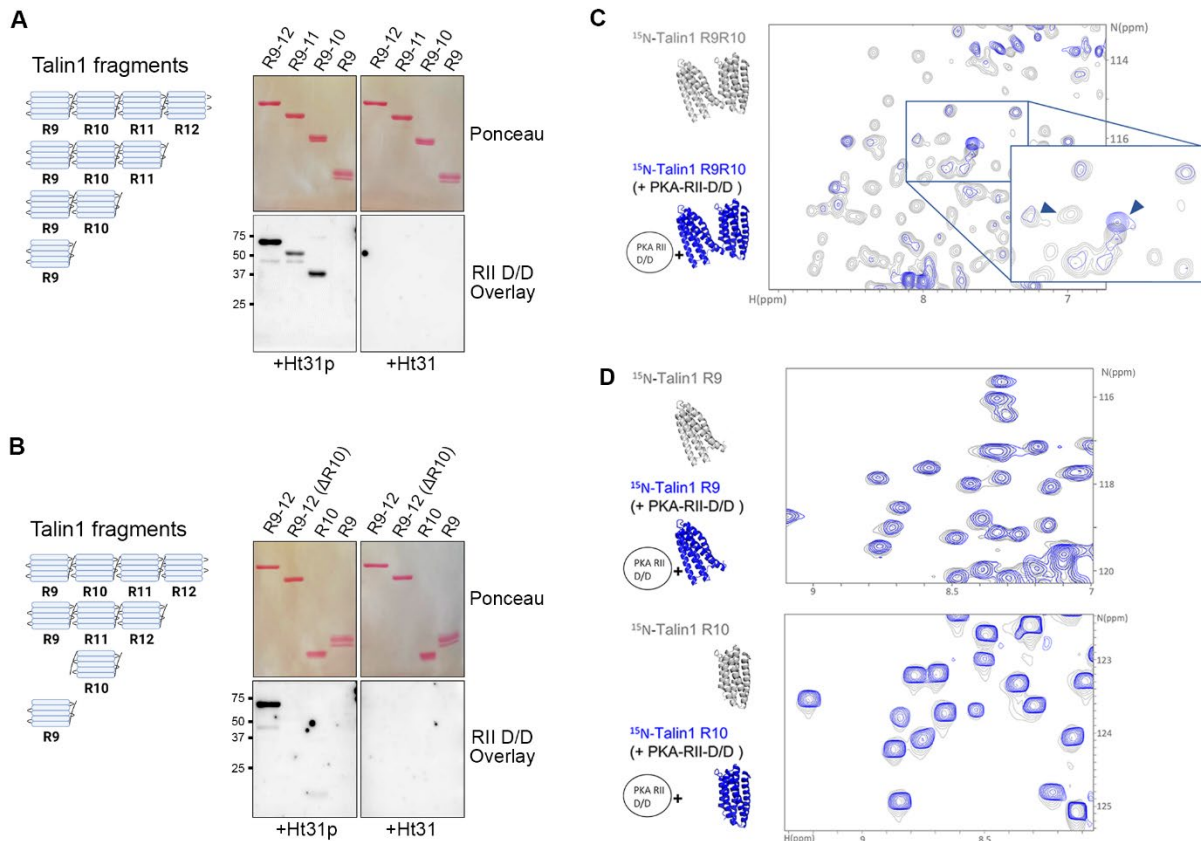 A
Talin1 fragments
R9 R10 R11 R12
R9 R10 R11
R9 R10
R9
R9-12 R9-11 R9-10 R9 R9-12 R9-11 R9-10 R9
Ponceau
75
50
37
25
RII D/D
Overlay
+Ht31p +Ht31
B
Talin1 fragments
R9 R10 R11 R12
R9 R11 R12
R10
R9
R9-12 R9-12 (ΔR10) R10 R9 R9-12 R9-12 (ΔR10) R10 R9
Ponceau
75
50
37
25
RII D/D
Overlay
+Ht31p +Ht31
C
¹⁵N-Talin1 R9R10
¹⁵N-Talin1 R9R10
(+ PKA-RII-D/D )
PKA RII
D/D
+
N(ppm)
114
116
H(ppm)
8 7
D
¹⁵N-Talin1 R9
¹⁵N-Talin1 R9
(+ PKA-RII-D/D )
PKA RII
D/D
+
N(ppm)
116
118
120
9 8.5 7
¹⁵N-Talin1 R10
¹⁵N-Talin1 R10
(+ PKA-RII-D/D )
PKA RII
D/D
+
N(ppm)
123
124
125
H(ppm)
9 8.5